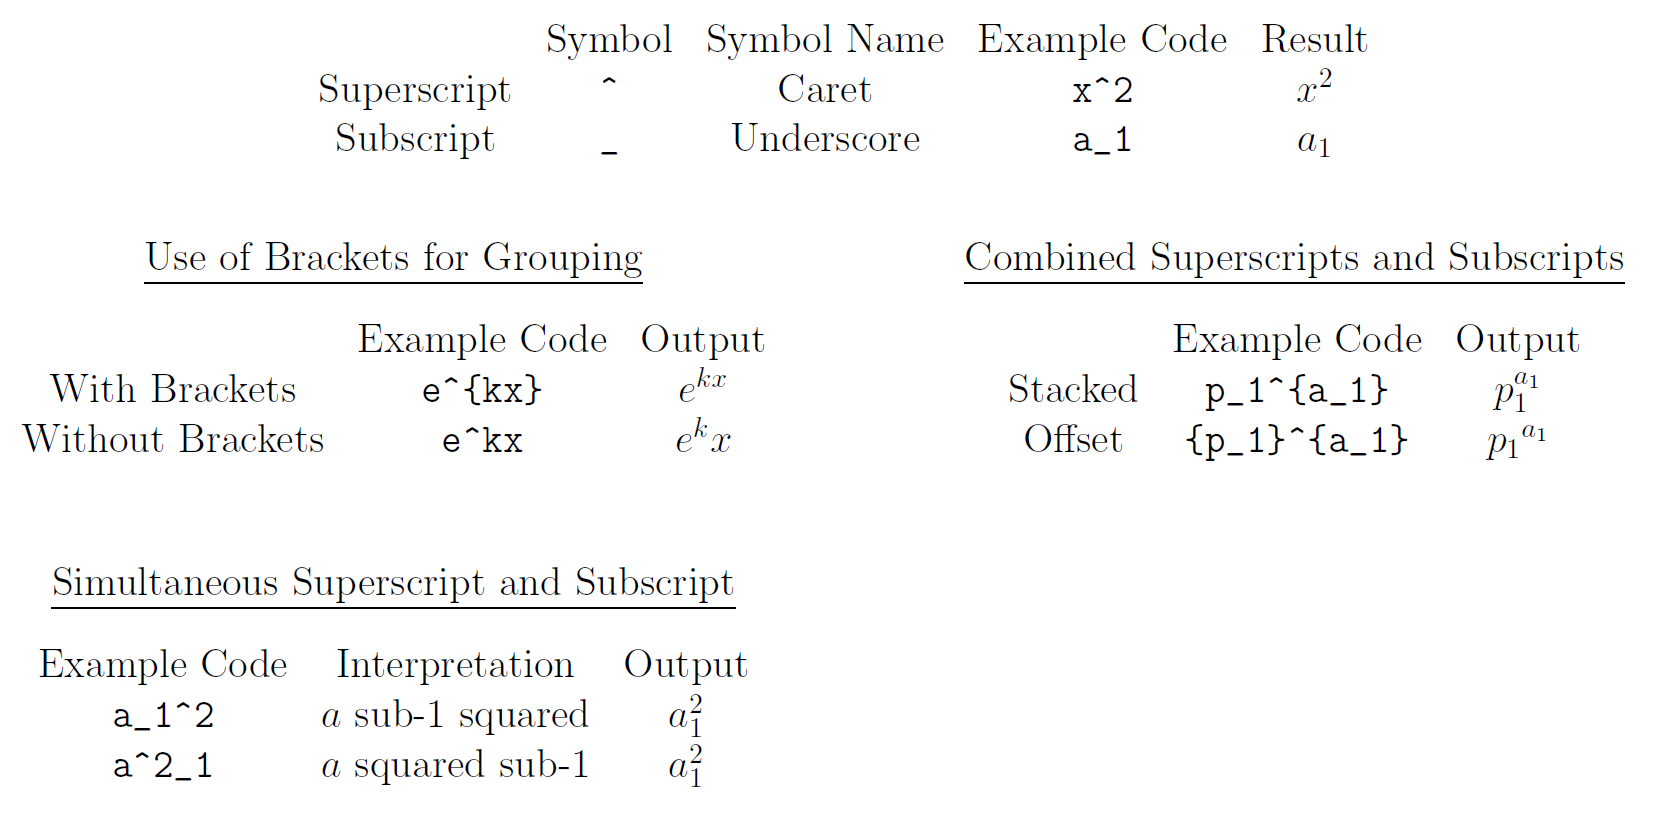 Symbol Symbol Name Example Code Result
Superscript ^ Caret x^2 x²
Subscript _ Underscore a_1 a₁
Use of Brackets for Grouping
Example Code Output
With Brackets e^{kx} e^{kx}
Without Brackets e^kx e^k x
Combined Superscripts and Subscripts
Example Code Output
Stacked p_1^{a_1} p_1^{a_1}
Offset {p_1}^{a_1} {p_1}^{a_1}
Simultaneous Superscript and Subscript
Example Code Interpretation Output
a_1^2 a sub-1 squared a_1^2
a^2_1 a squared sub-1 a_1^2